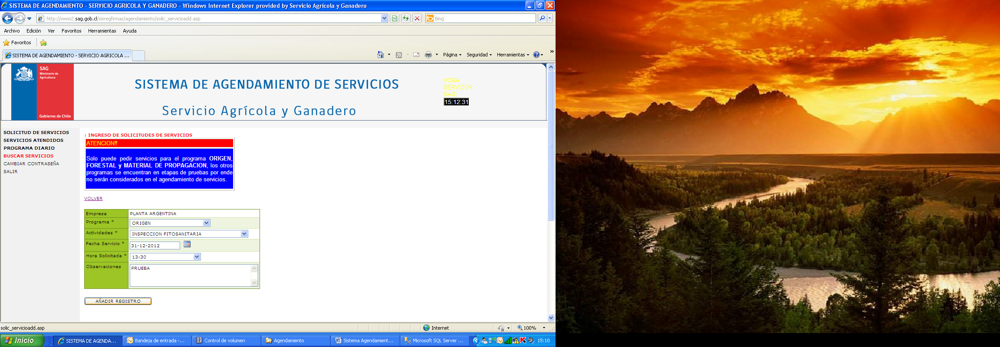 SISTEMA DE AGENDAMIENTO - SERVICIO AGRICOLA Y GANADERO - Windows Internet Explorer provided by Servicio Agrícola y Ganadero
http://www2.sag.gob.cl/sisregfirmas/agendamiento/solic_servicioadd.asp
Bing
Archivo Edición Ver Favoritos Herramientas Ayuda
Favoritos
SISTEMA DE AGENDAMIENTO - SERVICIO AGRICOLA ...
Página Seguridad Herramientas
SAG
Ministerio de
Agricultura
Gobierno de Chile
SISTEMA DE AGENDAMIENTO DE SERVICIOS
Servicio Agrícola y Ganadero
HORA
SERVIDOR
SAG:
15:12:31
SOLICITUD DE SERVICIOS
SERVICIOS ATENDIDOS
PROGRAMA DIARIO
BUSCAR SERVICIOS
CAMBIAR CONTRASEÑA
SALIR
: INGRESO DE SOLICITUDES DE SERVICIOS
ATENCION!!
Solo puede pedir servicios para el programa ORIGEN,
FORESTAL y MATERIAL DE PROPAGACION, los otros
programas se encuentran en etapas de pruebas por ende
no serán considerados en el agendamiento de servicios.
VOLVER
Empresa PLANTA ARGENTINA
Programa * ORIGEN
Actividades * INSPECCION FITOSANITARIA
Fecha Servicio * 31-12-2012
Hora Solicitada * 13:30
Observaciones PRUEBA
AÑADIR REGISTRO
solic_servicioadd.asp
Internet
100%
Inicio
SISTEMA DE AGENDA...
Bandeja de entrada -...
Control de volumen
Agendamiento
Sistema Agendamient...
Microsoft SQL Server ...
15:10